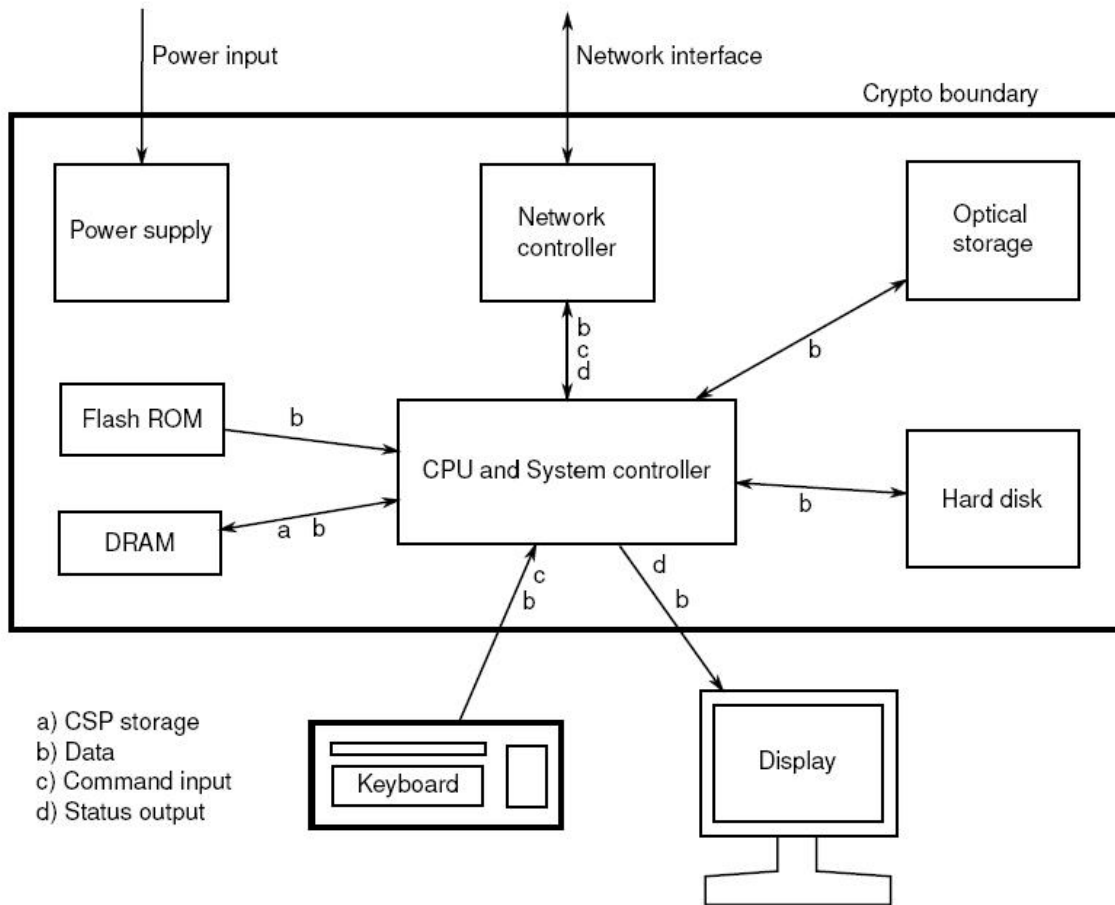 Power input
Network interface
Crypto boundary
Power supply
Network
controller
Optical
storage
b
c
d
b
Flash ROM
b
CPU and System controller
b
Hard disk
DRAM
a b
c
b
d
b
a) CSP storage
b) Data
c) Command input
d) Status output
Keyboard
Display